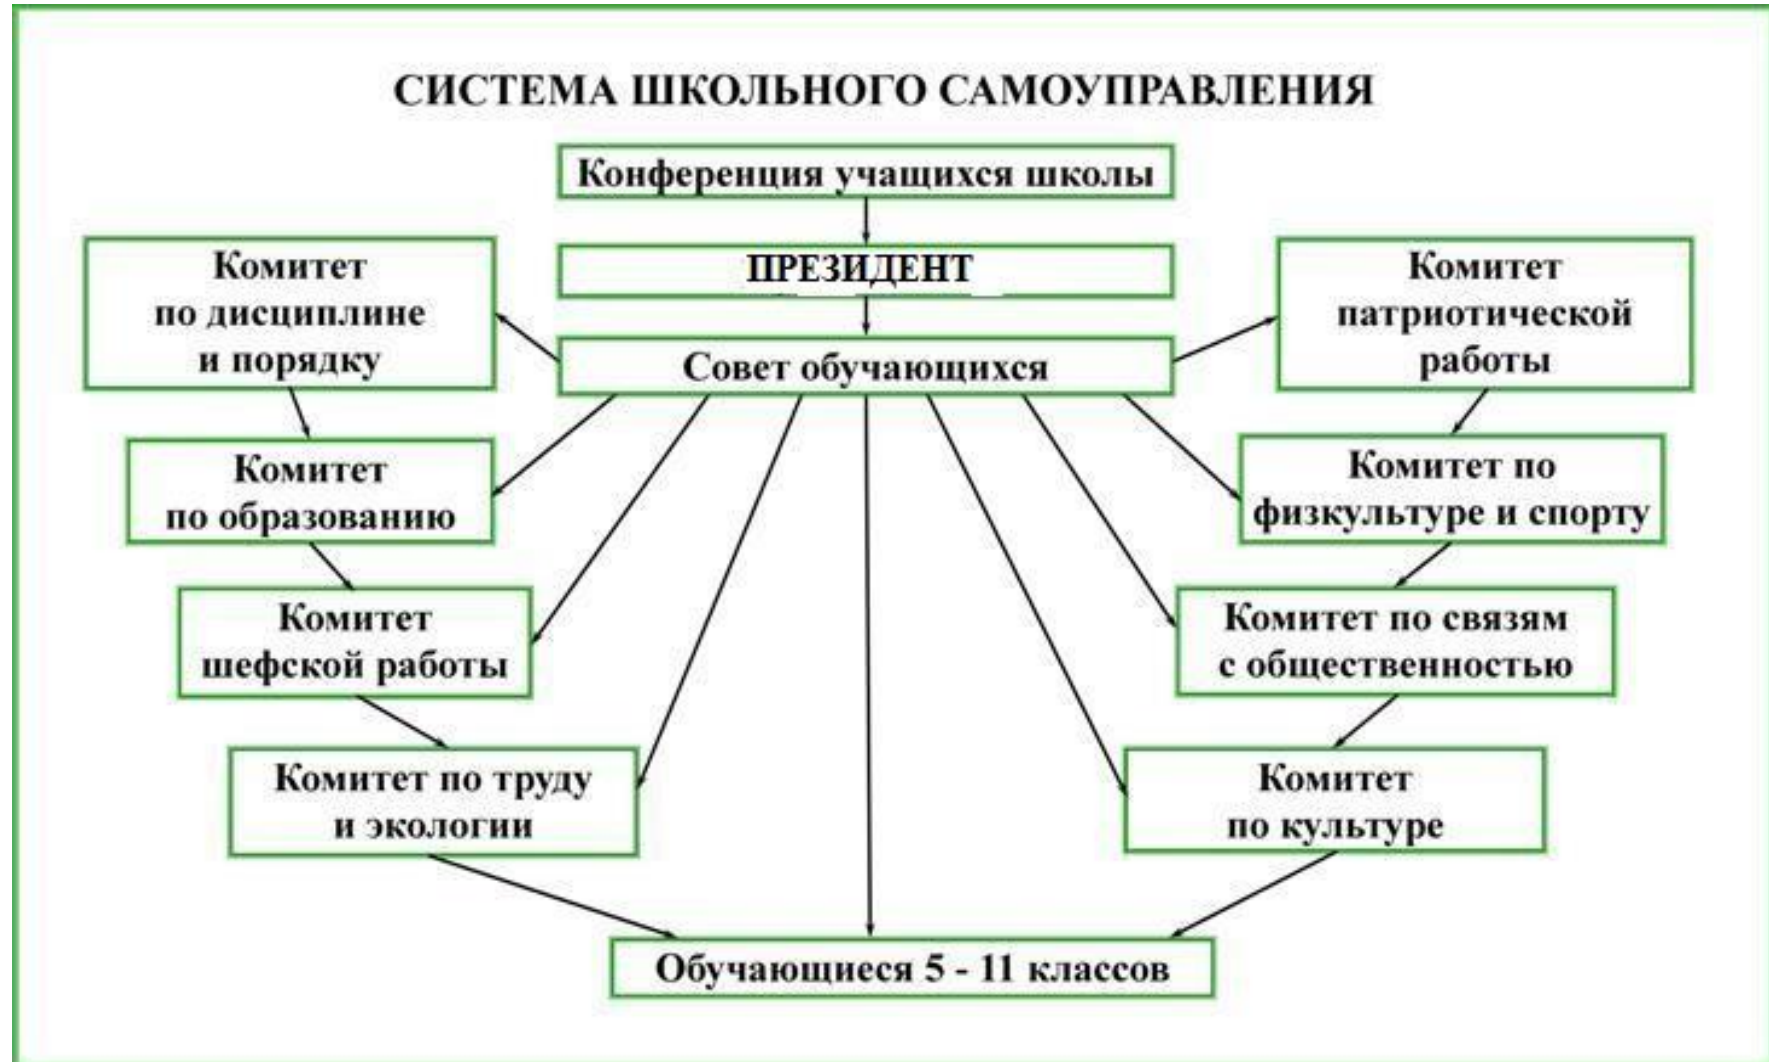 СИСТЕМА ШКОЛЬНОГО САМОУПРАВЛЕНИЯ
Конференция учащихся школы
ПРЕЗИДЕНТ
Совет обучающихся
Комитет
по дисциплине
и порядку
Комитет
по образованию
Комитет
шефской работы
Комитет по труду
и экологии
Комитет
патриотической
работы
Комитет по
физкультуре и спорту
Комитет по связям
с общественностью
Комитет
по культуре
Обучающиеся 5 - 11 классов